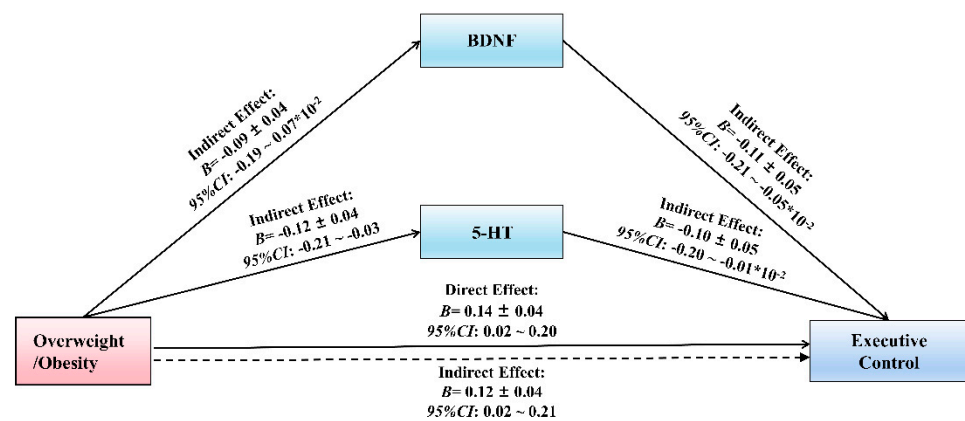 BDNF
Indirect Effect:
B= -0.09 ± 0.04
95%CI: -0.19 ~ 0.07*10⁻²
Indirect Effect:
B= -0.11 ± 0.05
95%CI: -0.21 ~ -0.05*10⁻²
Indirect Effect:
B= -0.12 ± 0.04
95%CI: -0.21 ~ -0.03
5-HT
Indirect Effect:
B= -0.10 ± 0.05
95%CI: -0.20 ~ -0.01*10⁻²
Direct Effect:
B= 0.14 ± 0.04
95%CI: 0.02 ~ 0.20
Overweight
/Obesity
Executive
Control
Indirect Effect:
B= 0.12 ± 0.04
95%CI: 0.02 ~ 0.21